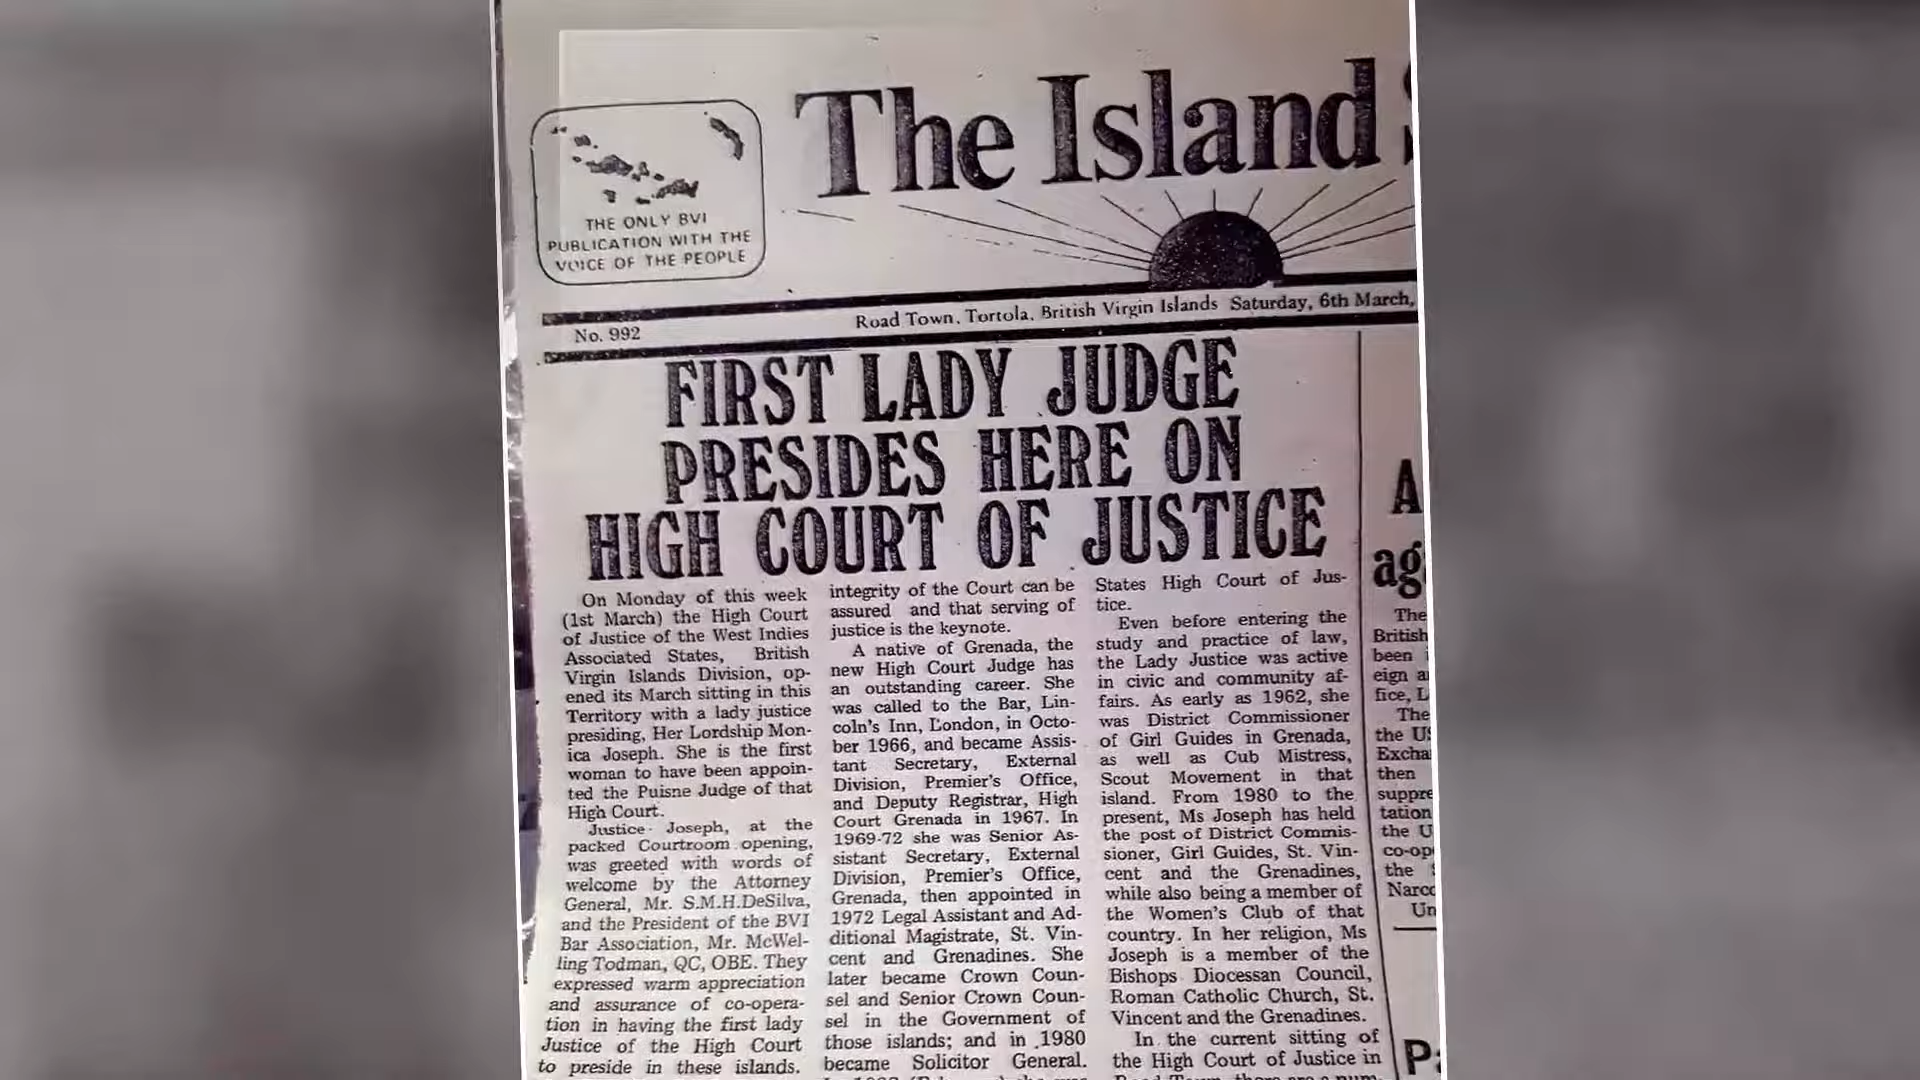 The Island
THE ONLY BVI
PUBLICATION WITH THE
VOICE OF THE PEOPLE
No. 992
Road Town, Tortola, British Virgin Islands Saturday, 6th March,
FIRST LADY JUDGE
PRESIDES HERE ON
HIGH COURT OF JUSTICE
On Monday of this week
(1st March) the High Court
of Justice of the West Indies
Associated States, British
Virgin Islands Division, op-
ened its March sitting in this
Territory with a lady justice
presiding, Her Lordship Mon-
ica Joseph. She is the first
woman to have been appoin-
ted the Puisne Judge of that
High Court.
Justice Joseph, at the
packed Courtroom opening,
was greeted with words of
welcome by the Attorney
General, Mr. S.M.H.DeSilva,
and the President of the BVI
Bar Association, Mr. McWel-
ling Todman, QC, OBE. They
expressed warm appreciation
and assurance of co-opera-
tion in having the first lady
Justice of the High Court
to preside in these islands.
integrity of the Court can be
assured and that serving of
justice is the keynote.
A native of Grenada, the
new High Court Judge has
an outstanding career. She
was called to the Bar, Lin-
coln's Inn, London, in Octo-
ber 1966, and became Assis-
tant Secretary, External
Division, Premier's Office,
and Deputy Registrar, High
Court Grenada in 1967. In
1969-72 she was Senior As-
sistant Secretary, External
Division, Premier's Office,
Grenada, then appointed in
1972 Legal Assistant and Ad-
ditional Magistrate, St. Vin-
cent and Grenadines. She
later became Crown Coun-
sel and Senior Crown Coun-
sel in the Government of
those islands; and in 1980
became Solicitor General.
States High Court of Jus-
tice.
Even before entering the
study and practice of law,
the Lady Justice was active
in civic and community af-
fairs. As early as 1962, she
was District Commissioner
of Girl Guides in Grenada,
as well as Cub Mistress,
Scout Movement in that
island. From 1980 to the
present, Ms Joseph has held
the post of District Commis-
sioner, Girl Guides, St. Vin-
cent and the Grenadines,
while also being a member of
the Women's Club of that
country. In her religion, Ms
Joseph is a member of the
Bishops Diocessan Council,
Roman Catholic Church, St.
Vincent and the Grenadines.
In the current sitting of
the High Court of Justice in
A
ag
The
British
been
eign
fice,
The
the
Excha
then
suppre
tation
the U
co-op
the
Narco
Un